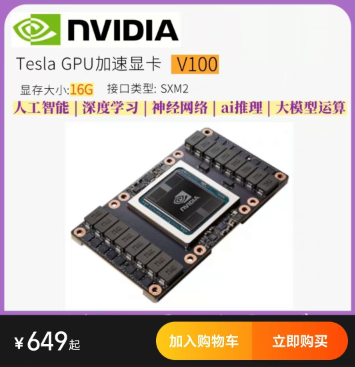 NVIDIA
Tesla GPU加速显卡 V100
显存大小:16G 接口类型: SXM2
人工智能 | 深度学习 | 神经网络 | ai推理 | 大模型运算
NVIDIA
¥649起 加入购物车 立即购买